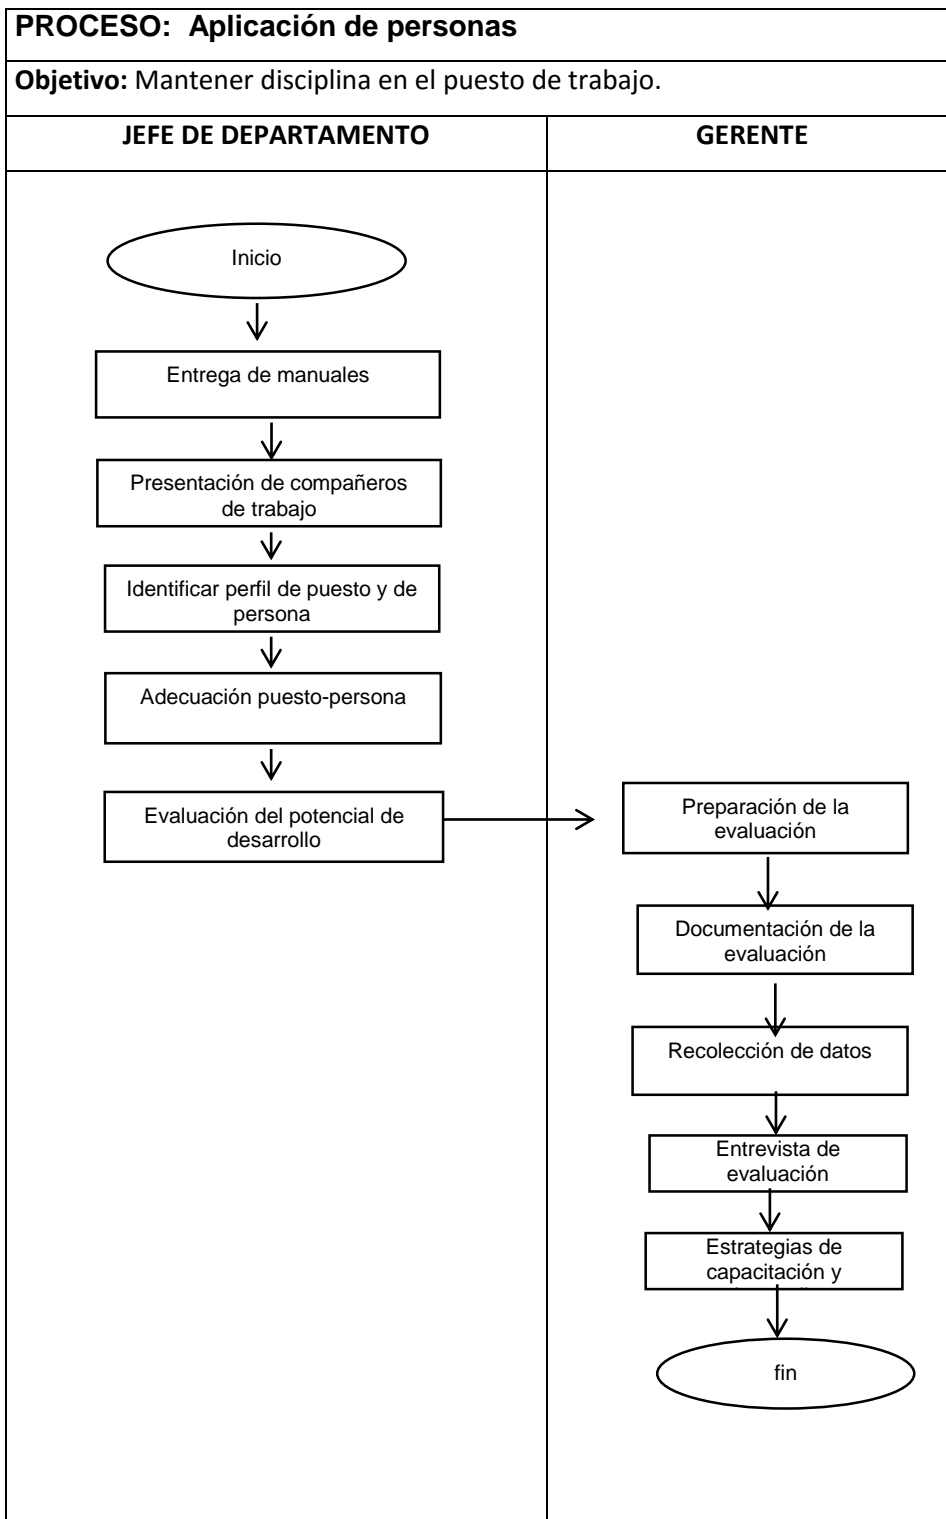 PROCESO: Aplicación de personas
Objetivo: Mantener disciplina en el puesto de trabajo.
JEFE DE DEPARTAMENTO
GERENTE
Inicio
Entrega de manuales
Presentación de compañeros
de trabajo
Identificar perfil de puesto y de
persona
Adecuación puesto-persona
Evaluación del potencial de
desarrollo
Preparación de la
evaluación
Documentación de la
evaluación
Recolección de datos
Entrevista de
evaluación
Estrategias de
capacitación y
fin